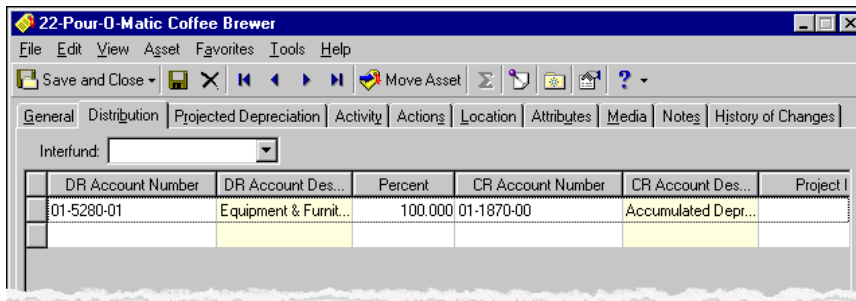 22-Pour-O-Matic Coffee Brewer
File Edit View Asset Favorites Tools Help
Save and Close Move Asset Σ ?
General Distribution Projected Depreciation Activity Actions Location Attributes Media Notes History of Changes
Interfund:
DR Account Number DR Account Des... Percent CR Account Number CR Account Des... Project I
01-5280-01 Equipment & Furnit... 100.000 01-1870-00 Accumulated Depr...